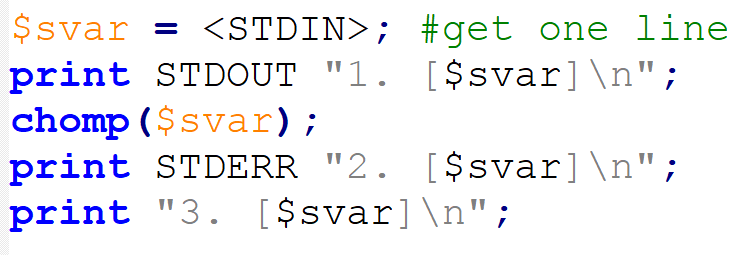 $svar = <STDIN>; #get one line
print STDOUT "1. [$svar]\n";
chomp($svar);
print STDERR "2. [$svar]\n";
print "3. [$svar]\n";